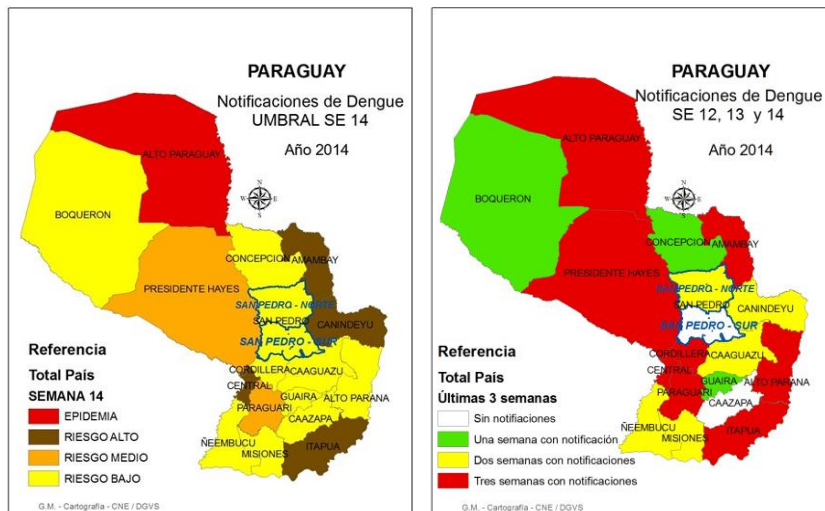 PARAGUAY
Notificaciones de Dengue
UMBRAL SE 14
Año 2014
N
W E
S
ALTO PARAGUAY
BOQUERON
CONCEPCION
AMAMBAY
PRESIDENTE HAYES
SAN PEDRO - NORTE
SAN PEDRO
CANINDEYU
SAN PEDRO - SUR
CORDILLERA
CAAGUAZU
CENTRAL
GUAIRA
ALTO PARANA
PARAGUARI
CAAZAPA
ÑEEMBUCU
ITAPUA
MISIONES
Referencia
Total País
SEMANA 14
EPIDEMIA
RIESGO ALTO
RIESGO MEDIO
RIESGO BAJO
G.M. - Cartografía - CNE / DGVS
PARAGUAY
Notificaciones de Dengue
SE 12, 13 y 14
Año 2014
N
W E
S
ALTO PARAGUAY
BOQUERON
CONCEPCION
AMAMBAY
PRESIDENTE HAYES
SAN PEDRO - NORTE
SAN PEDRO
CANINDEYU
SAN PEDRO - SUR
CORDILLERA
CAAGUAZU
CENTRAL
GUAIRA
ALTO PARANA
PARAGUARI
CAAZAPA
ÑEEMBUCU
ITAPUA
MISIONES
Referencia
Total País
Últimas 3 semanas
Sin notifiaciones
Una semana con notificación
Dos semanas con notificaciones
Tres semanas con notificaciones
G.M. - Cartografía - CNE / DGVS